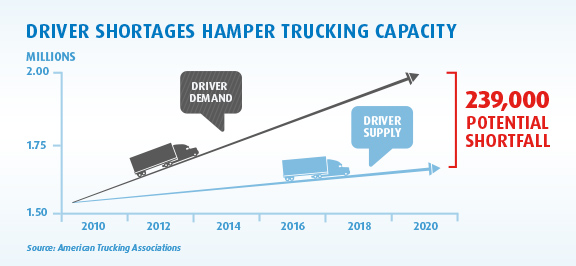 DRIVER SHORTAGES HAMPER TRUCKING CAPACITY
MILLIONS
2.00
1.75
1.50
DRIVER
DEMAND
DRIVER
SUPPLY
239,000
POTENTIAL
SHORTFALL
2010 2012 2014 2016 2018 2020
Source: American Trucking Associations